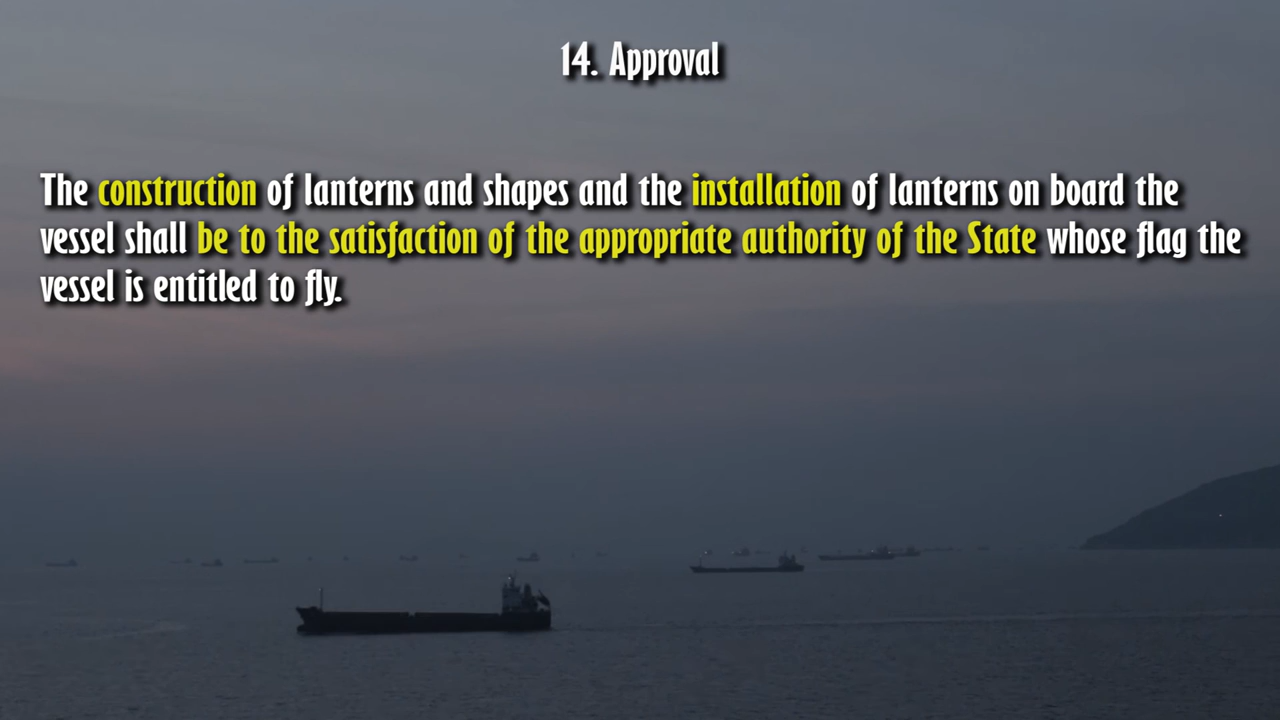 14. Approval
The construction of lanterns and shapes and the installation of lanterns on board the
vessel shall be to the satisfaction of the appropriate authority of the State whose flag the
vessel is entitled to fly.